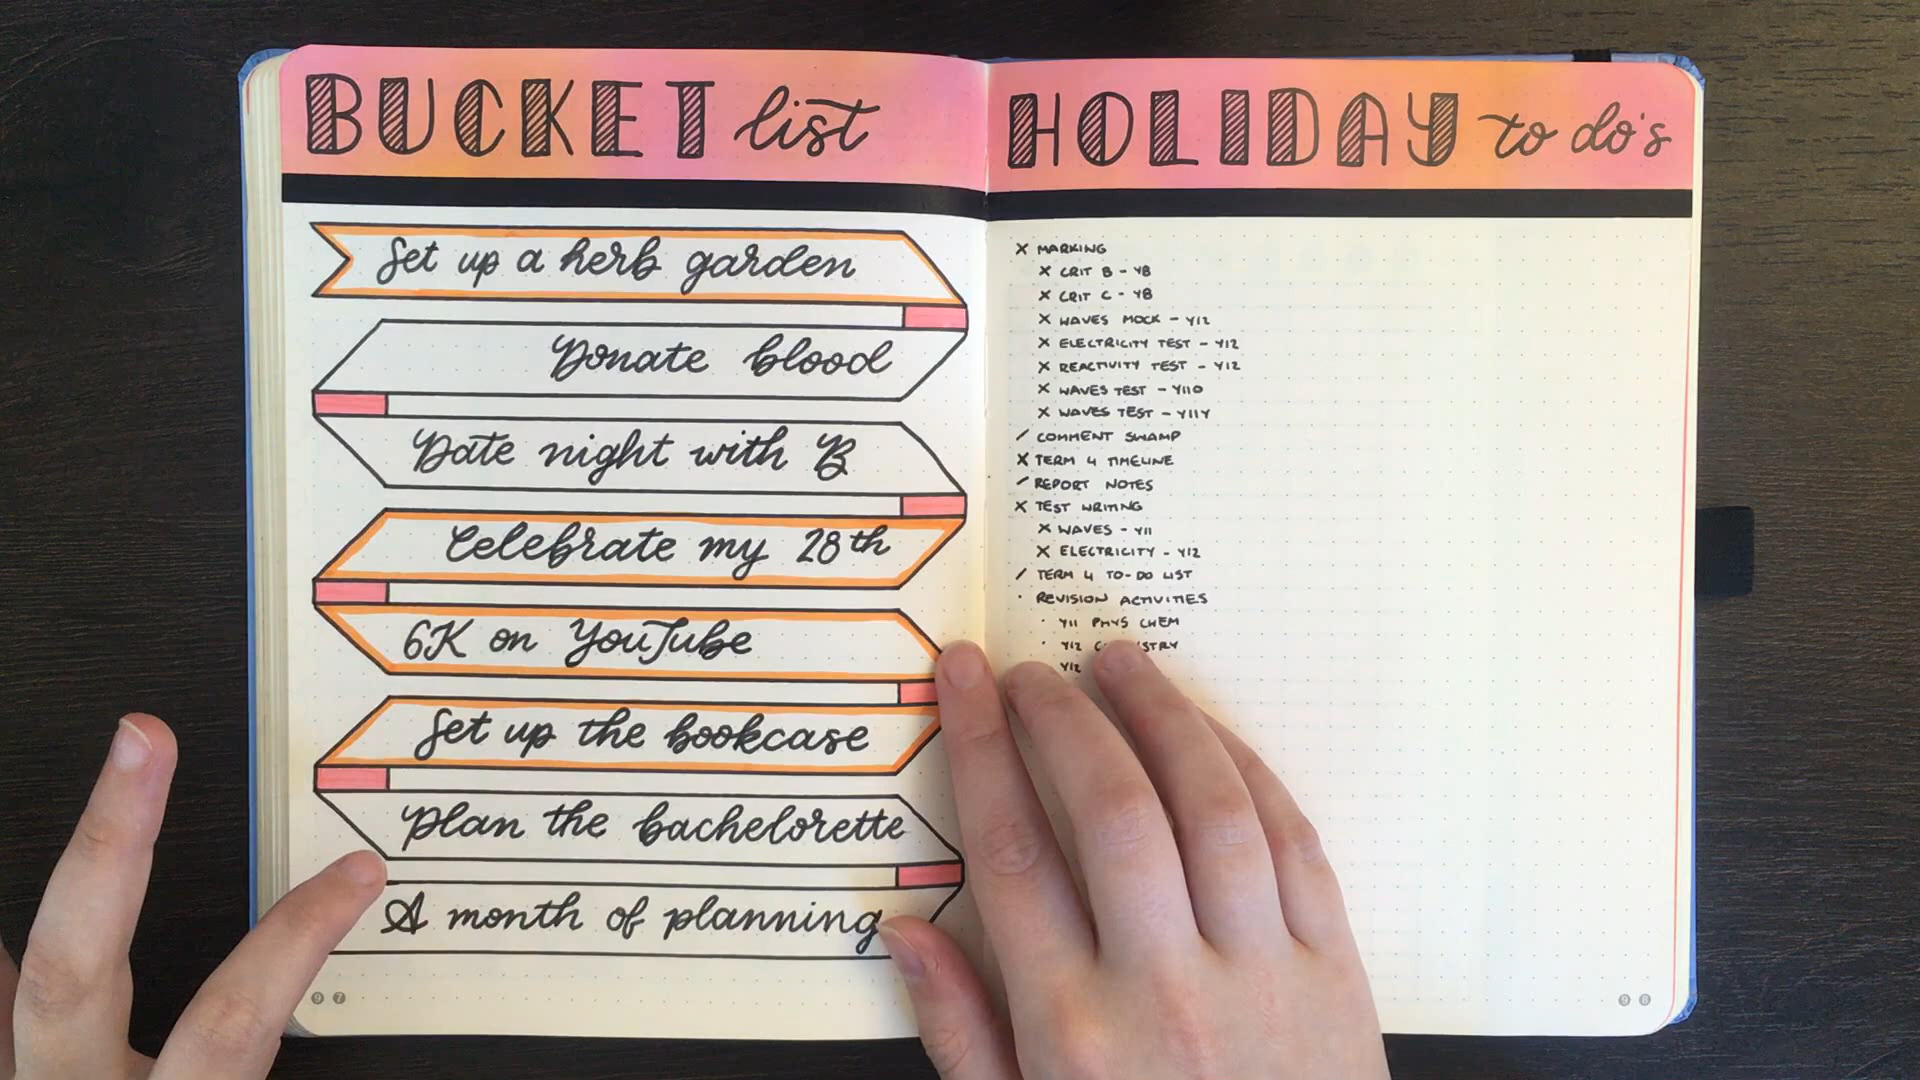 BUCKET list
Set up a herb garden
Donate blood
Date night with B
Celebrate my 28th
6K on YouTube
Set up the bookcase
Plan the bachelorette
A month of planning
97
HOLIDAY to do's
X MARKING
X CRIT B - Y8
X CRIT C - Y8
X WAVES MOCK - Y12
X ELECTRICITY TEST - Y12
X REACTIVITY TEST - Y12
X WAVES TEST - Y11O
X WAVES TEST - Y11Y
/ COMMENT SWAMP
X TERM 4 TIMELINE
/ REPORT NOTES
X TEST WRITING
X WAVES - Y11
X ELECTRICITY - Y12
/ TERM 4 TO-DO LIST
· REVISION ACTIVITIES
· Y11 PHYS CHEM
· Y12
Y12
98